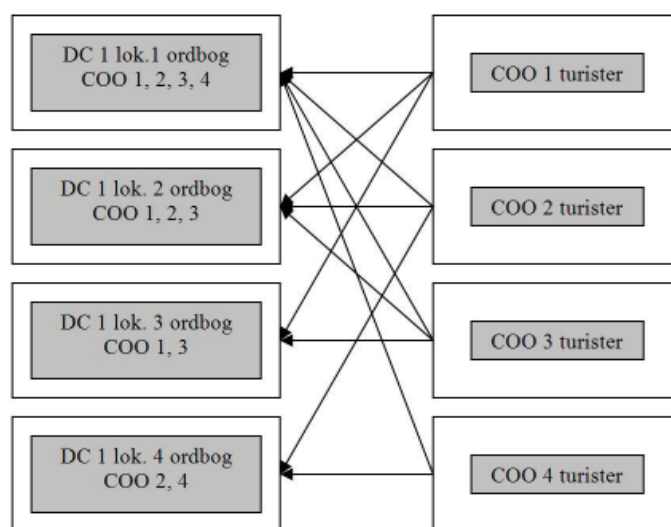 DC 1 lok.1 ordbog
COO 1, 2, 3, 4
COO 1 turister
DC 1 lok. 2 ordbog
COO 1, 2, 3
COO 2 turister
DC 1 lok. 3 ordbog
COO 1, 3
COO 3 turister
DC 1 lok. 4 ordbog
COO 2, 4
COO 4 turister